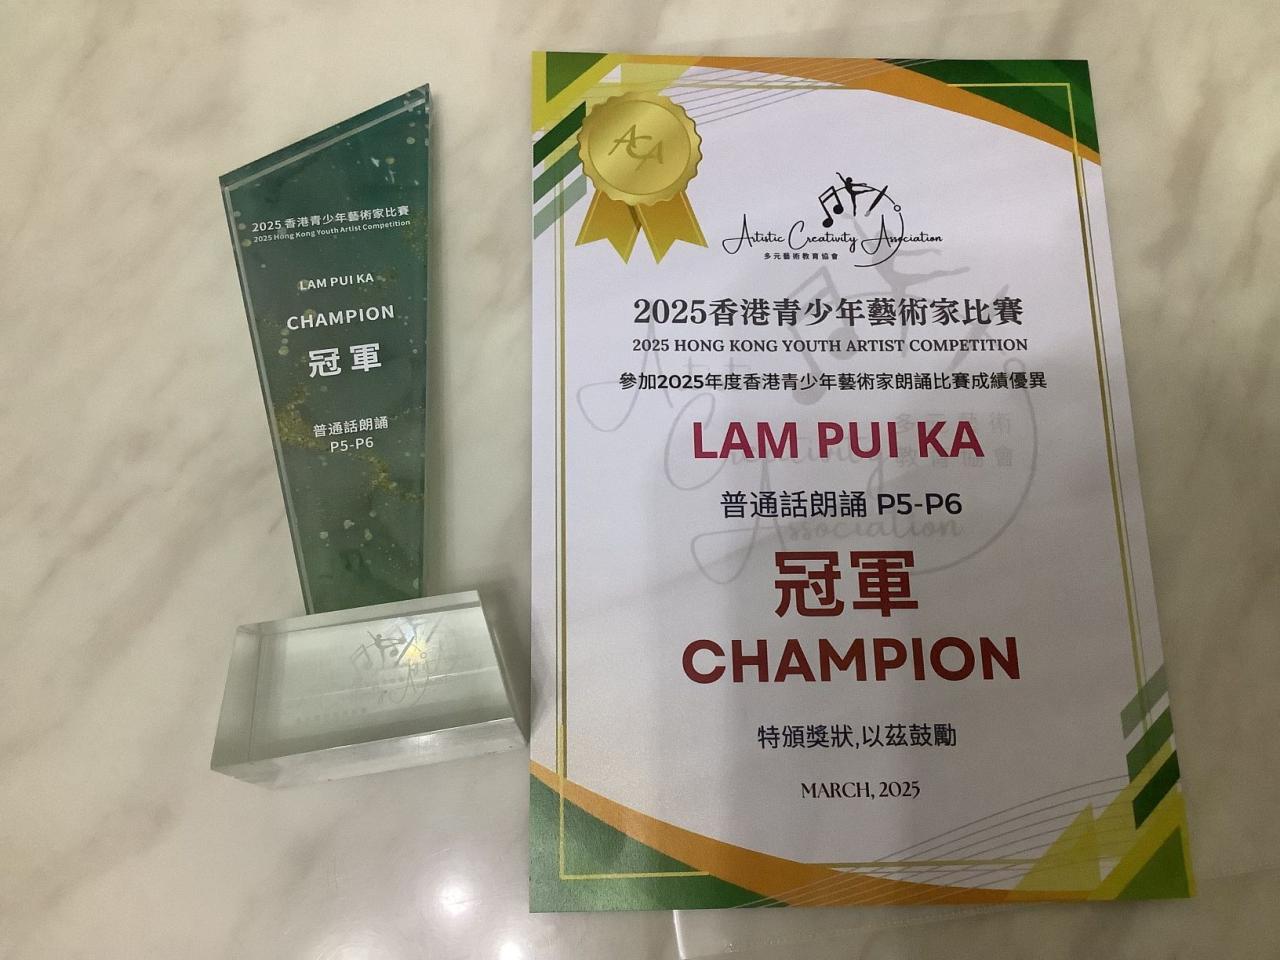 2025 香港青少年藝術家比賽
2025 Hong Kong Youth Artist Competition
LAM PUI KA
CHAMPION
冠軍
普通話朗誦
P5-P6
ACA
Artistic Creativity Association
多元藝術教育協會
2025香港青少年藝術家比賽
2025 HONG KONG YOUTH ARTIST COMPETITION
參加2025年度香港青少年藝術家朗誦比賽成績優異
LAM PUI KA
普通話朗誦 P5-P6
冠軍
CHAMPION
特頒獎狀,以茲鼓勵
MARCH, 2025